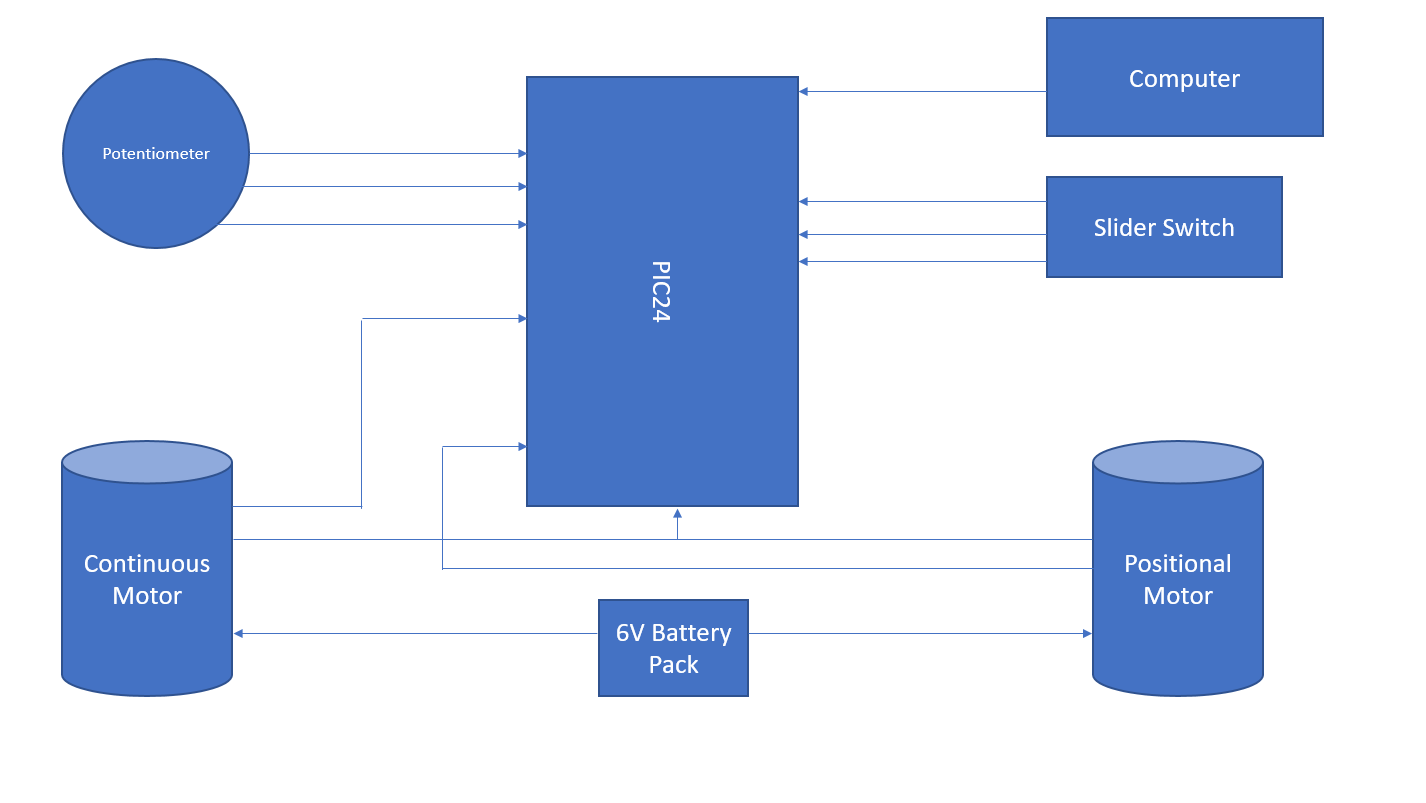 Computer
Potentiometer
Slider Switch
PIC24
Continuous
Motor
Positional
Motor
6V Battery
Pack